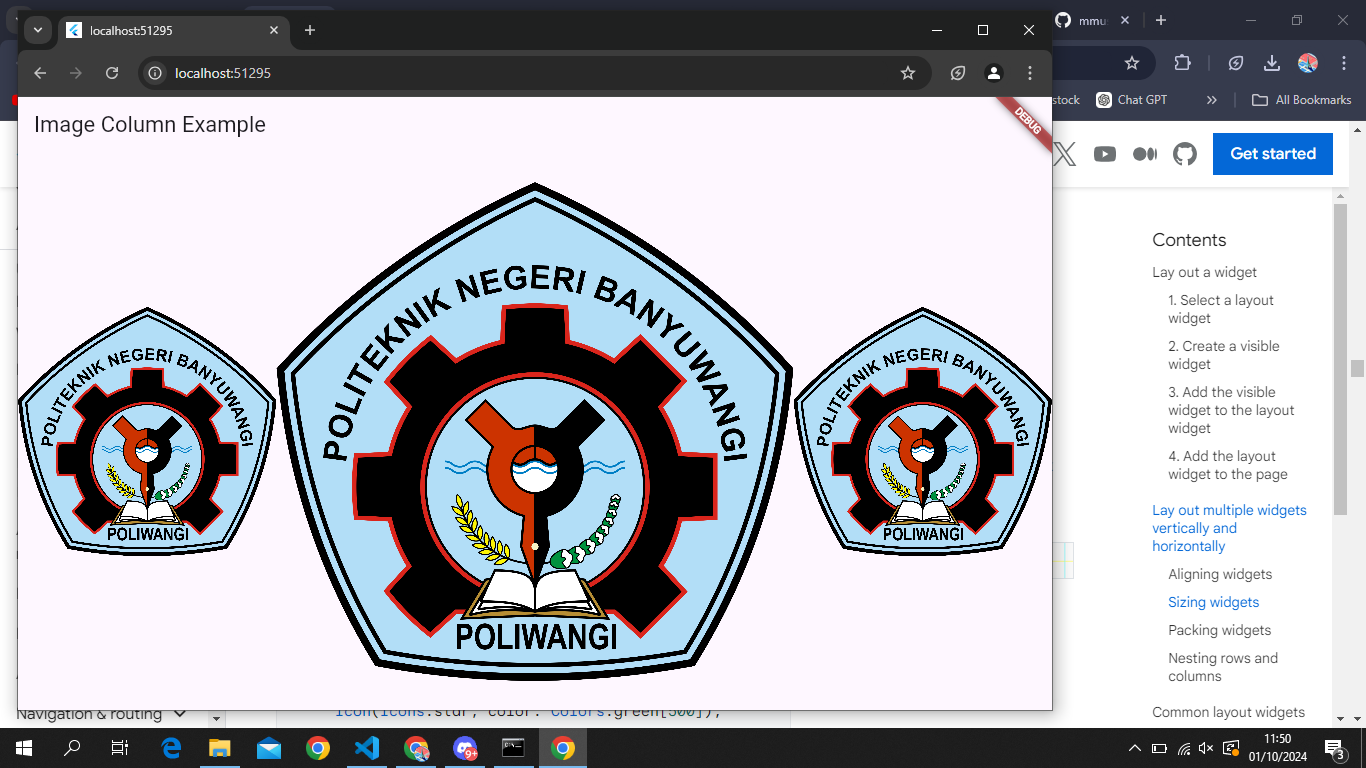 localhost:51295
mmu
localhost:51295
stock
Chat GPT
All Bookmarks
Image Column Example
DEBUG
Get started
POLITEKNIK NEGERI BANYUWANGI
POLIWANGI
POLITEKNIK NEGERI BANYUWANGI
POLIWANGI
POLITEKNIK NEGERI BANYUWANGI
POLIWANGI
Contents
Lay out a widget
1. Select a layout
widget
2. Create a visible
widget
3. Add the visible
widget to the layout
widget
4. Add the layout
widget to the page
Lay out multiple widgets
vertically and
horizontally
Aligning widgets
Sizing widgets
Packing widgets
Nesting rows and
columns
Common layout widgets
Navigation & routing
Icon(Icons.star, color: Colors.green[500]),
9+
11:50
01/10/2024
3